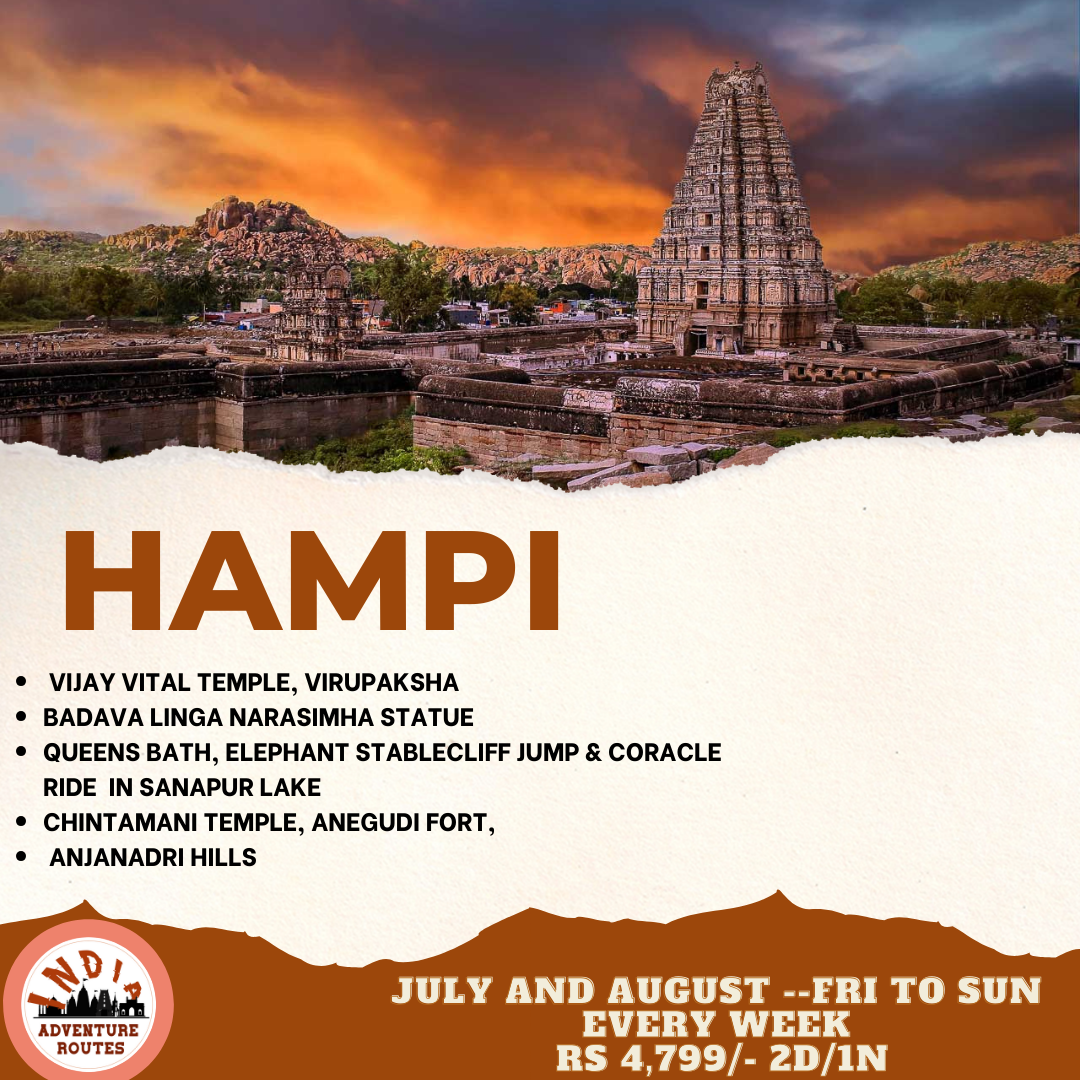 HAMPI
• VIJAY VITAL TEMPLE, VIRUPAKSHA
• BADAVA LINGA NARASIMHA STATUE
• QUEENS BATH, ELEPHANT STABLECLIFF JUMP & CORACLE
RIDE IN SANAPUR LAKE
• CHINTAMANI TEMPLE, ANEGUDI FORT,
• ANJANADRI HILLS
INDIA
ADVENTURE
ROUTES
JULY AND AUGUST --FRI TO SUN
EVERY WEEK
RS 4,799/- 2D/1N